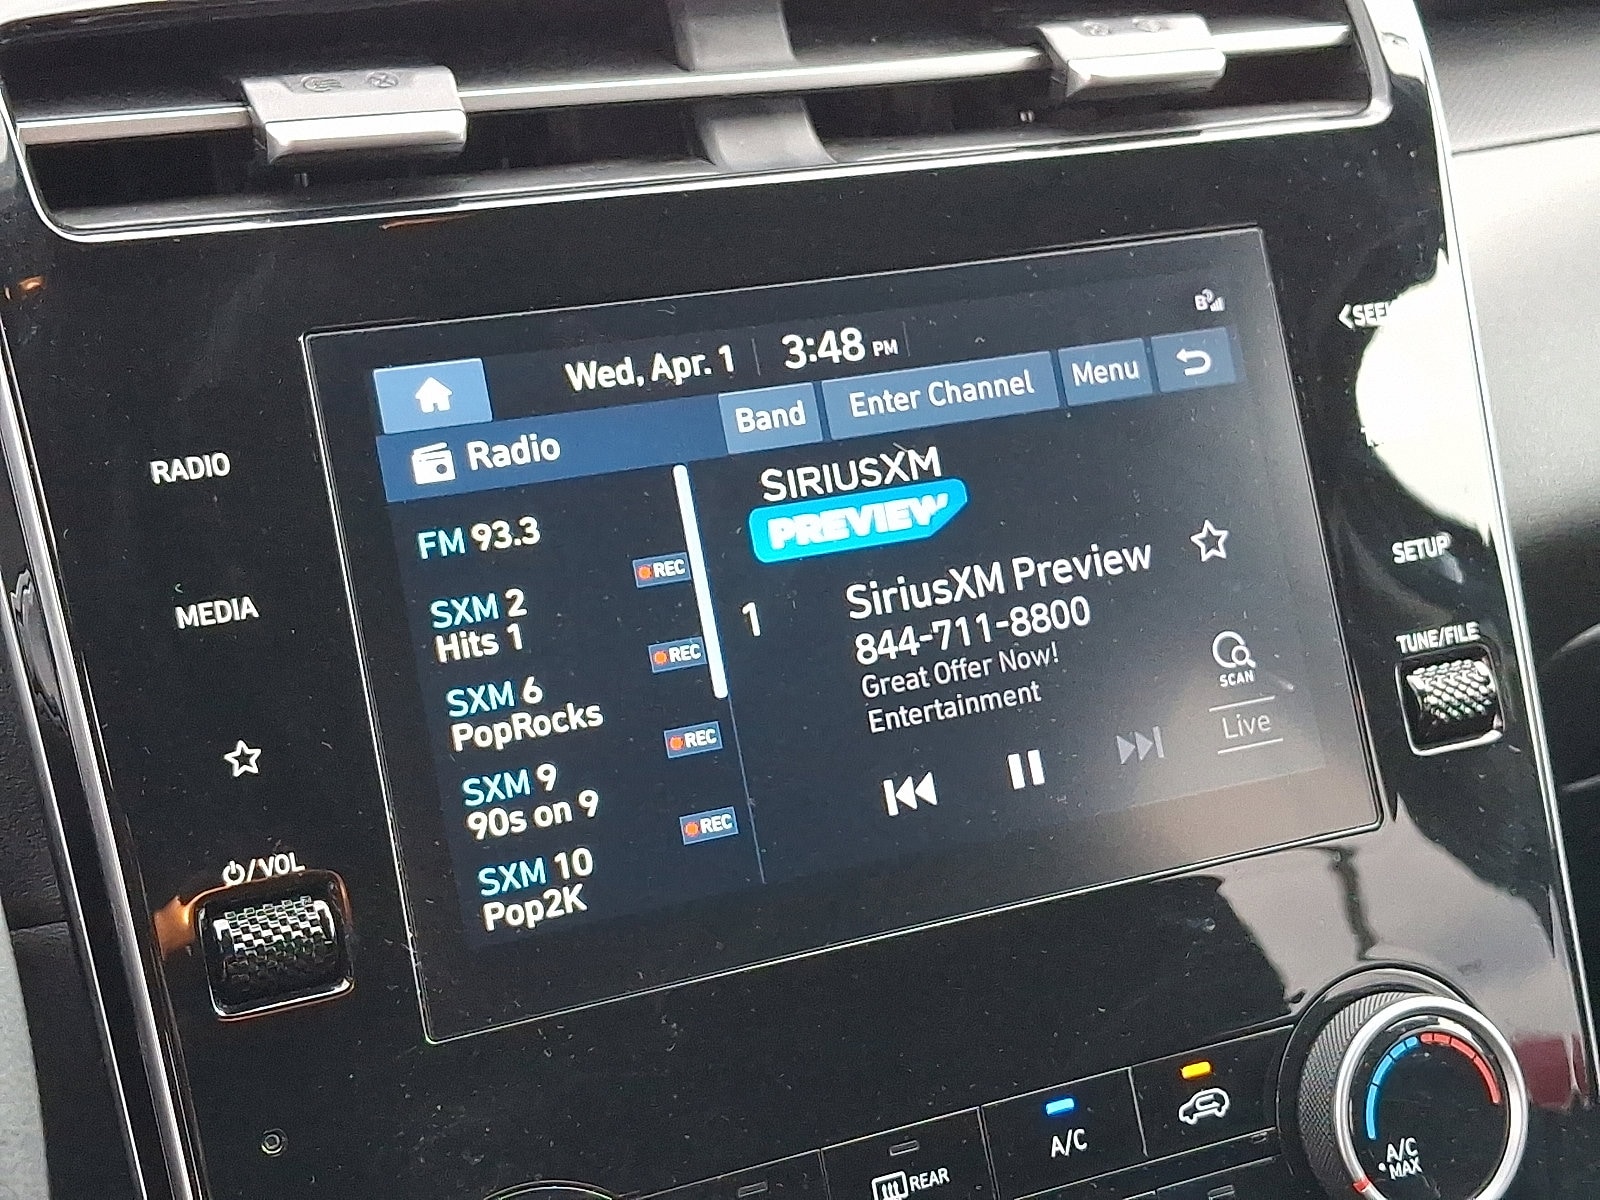 Wed, Apr. 1 3:48 PM
B
Band Enter Channel Menu
Radio
FM 93.3
REC
SXM 2
Hits 1
REC
SXM 6
PopRocks
REC
SXM 9
90s on 9
REC
SXM 10
Pop2K
SIRIUSXM
PREVIEW
1
SiriusXM Preview
844-711-8800
Great Offer Now!
Entertainment
SCAN
Live
RADIO
MEDIA
/VOL
SETUP
TUNE/FILE
REAR
A/C
A/C
MAX